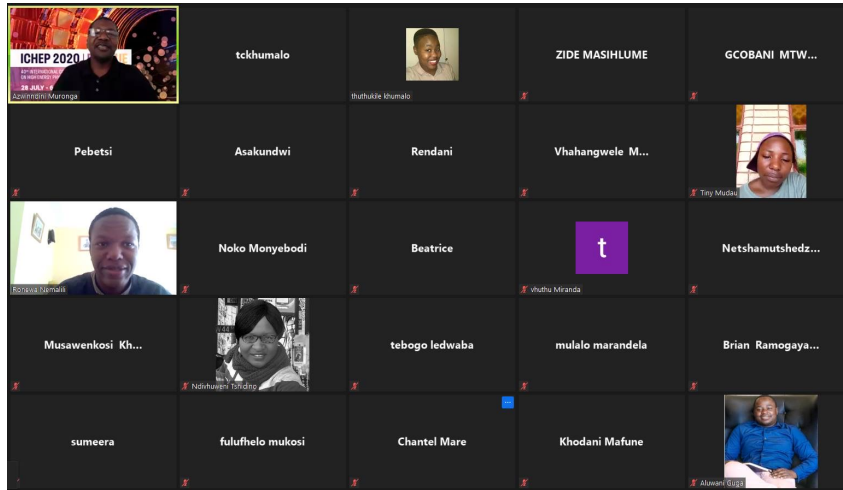 ICHEP 2020
28 JULY - 6
Azwinndini Muronga
tckhumalo
thuthukile khumalo
ZIDE MASIHLUME
GCOBANI MTW...
Pebetsi
Asakundwi
Rendani
Vhahangwele M...
Tiny Mudau
Ronewa Nemalili
Noko Monyebodi
Beatrice
t
vhuthu Miranda
Netshamutshedz...
Musawenkosi Kh...
Ndivhuweni Tshidino
tebogo ledwaba
mulalo marandela
Brian Ramogaya...
sumeera
fulufhelo mukosi
Chantel Mare
Khodani Mafune
Aluwani Guga